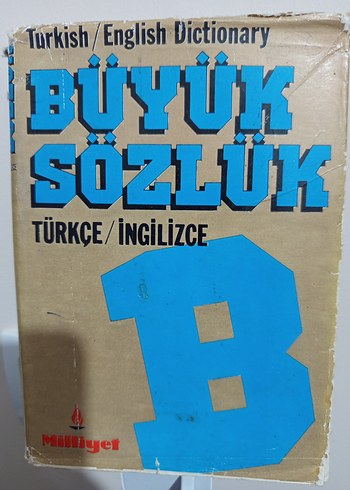 Turkish/English Dictionary
BÜYÜK
SÖZLÜK
TÜRKÇE/İNGİLİZCE
B
Milliyet